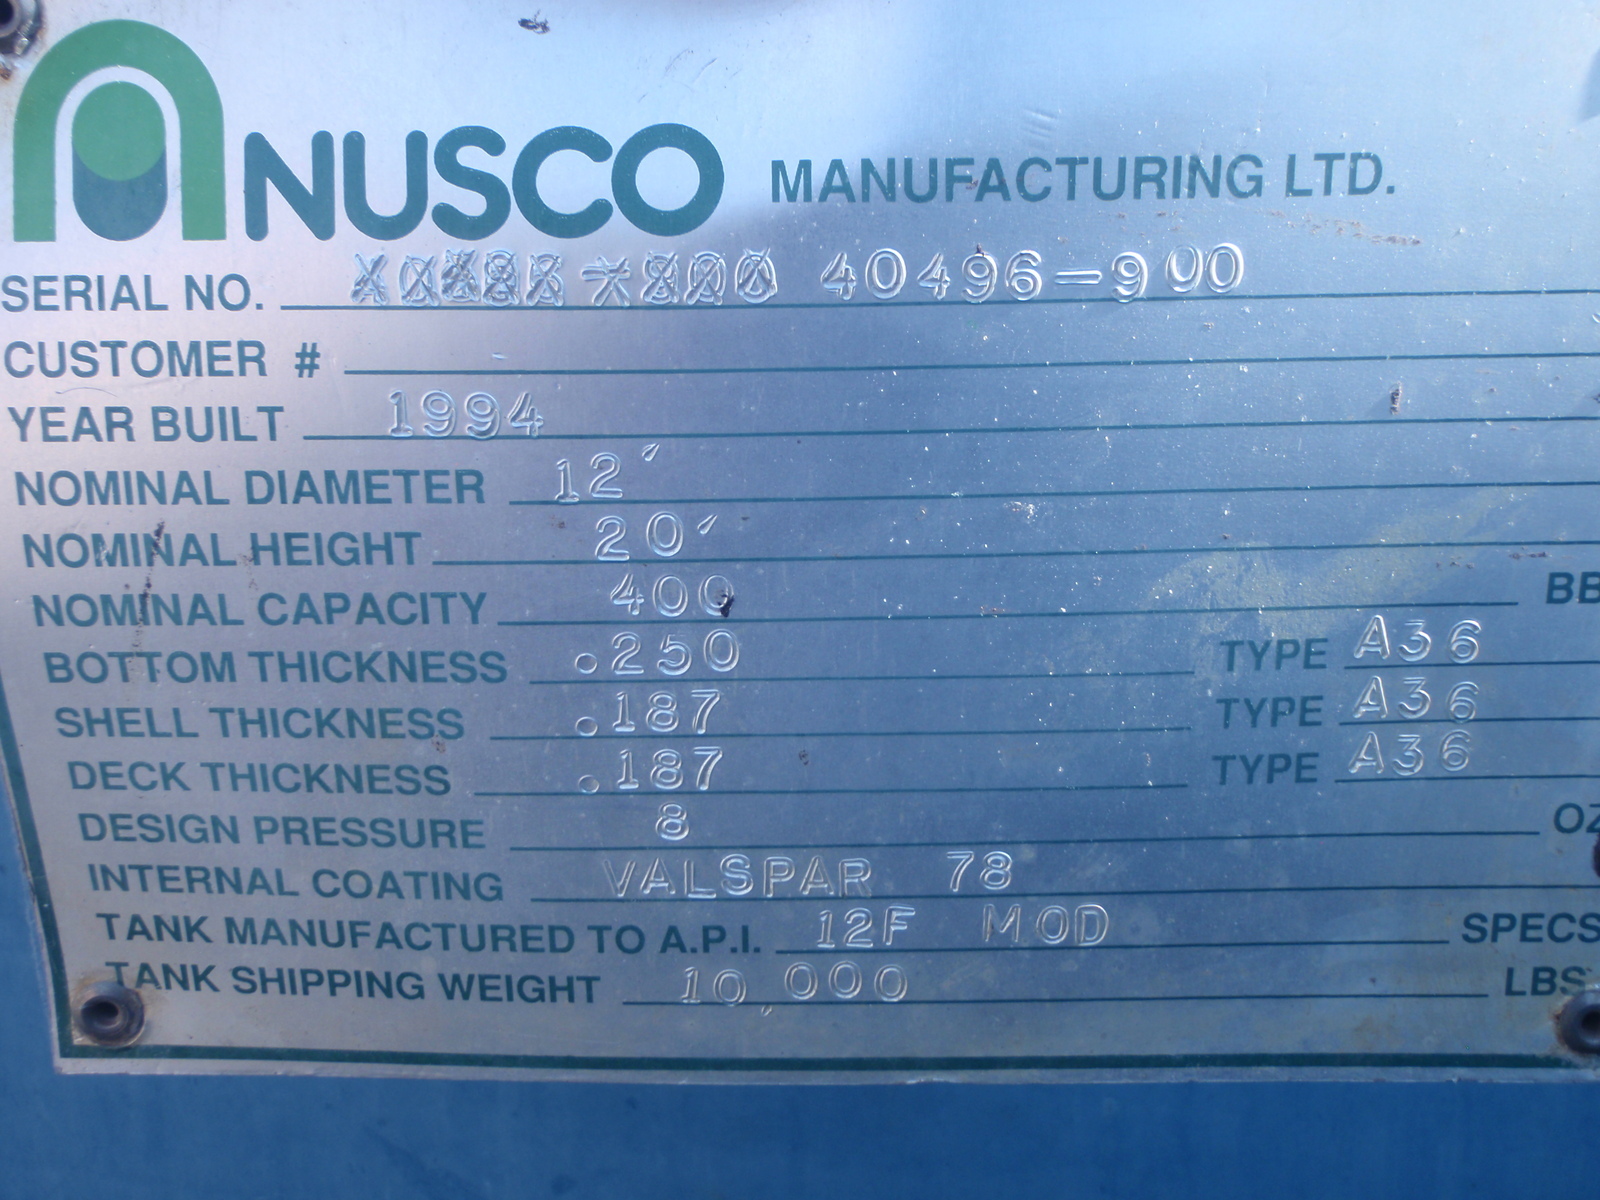 NUSCO MANUFACTURING LTD.
SERIAL NO. 40496-900
CUSTOMER #
YEAR BUILT 1994
NOMINAL DIAMETER 12'
NOMINAL HEIGHT 20'
NOMINAL CAPACITY 400 BB
BOTTOM THICKNESS .250 TYPE A36
SHELL THICKNESS .187 TYPE A36
DECK THICKNESS .187 TYPE A36
DESIGN PRESSURE 8 OZ
INTERNAL COATING VALSPAR 78
TANK MANUFACTURED TO A.P.I. 12F MOD SPECS
TANK SHIPPING WEIGHT 10,000 LBS